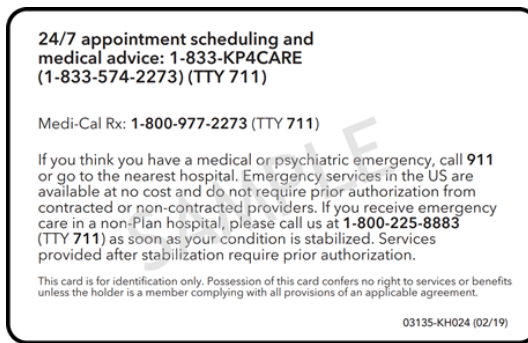 24/7 appointment scheduling and
medical advice: 1-833-KP4CARE
(1-833-574-2273) (TTY 711)
Medi-Cal Rx: 1-800-977-2273 (TTY 711)
If you think you have a medical or psychiatric emergency, call 911
or go to the nearest hospital. Emergency services in the US are
available at no cost and do not require prior authorization from
contracted or non-contracted providers. If you receive emergency
care in a non-Plan hospital, please call us at 1-800-225-8883
(TTY 711) as soon as your condition is stabilized. Services
provided after stabilization require prior authorization.
This card is for identification only. Possession of this card confers no right to services or benefits
unless the holder is a member complying with all provisions of an applicable agreement.
03135-KH024 (02/19)
SAMPLE